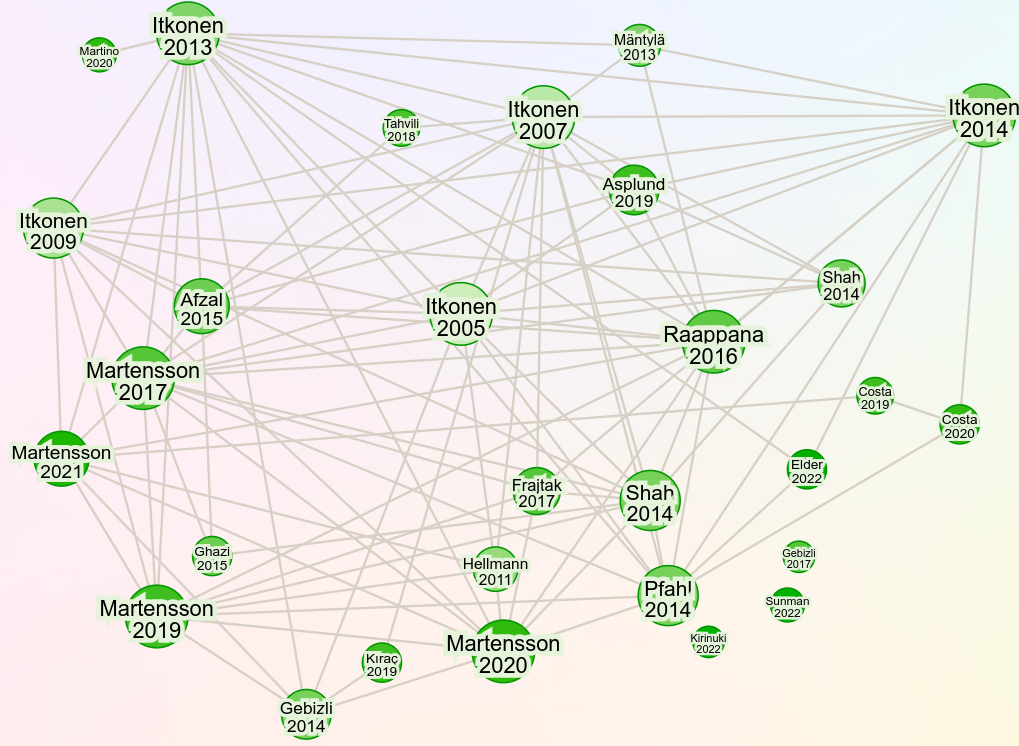 Itkonen
2013
Martino
2020
Mäntylä
2013
Itkonen
2007
Itkonen
2014
Tahvili
2018
Asplund
2019
Itkonen
2009
Shah
2014
Afzal
2015
Itkonen
2005
Raappana
2016
Martensson
2017
Costa
2019
Costa
2020
Martensson
2021
Elder
2022
Frajtak
2017
Shah
2014
Ghazi
2015
Hellmann
2011
Gebizli
2017
Martensson
2019
Pfahl
2014
Sunman
2022
Kirinuki
2022
Martensson
2020
Kıraç
2019
Gebizli
2014